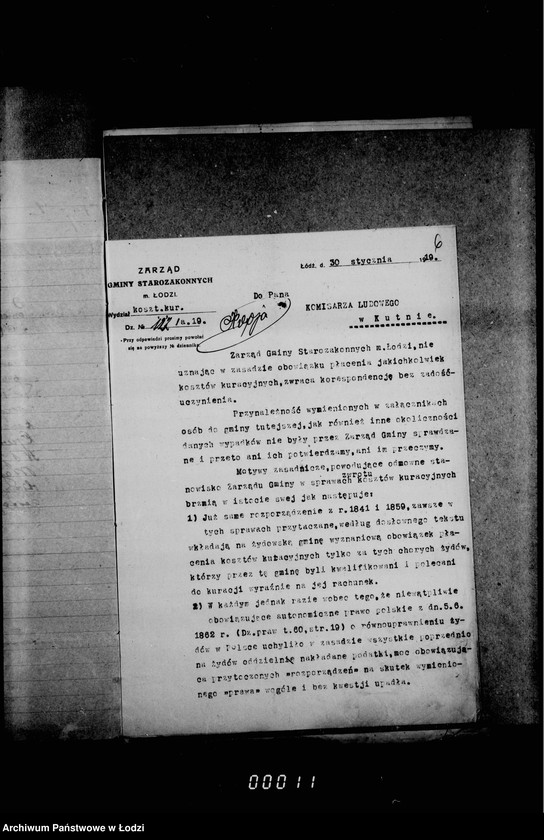 6
ZARZĄD
GMINY STAROZAKONNYCH
m. ŁODZI.
Wydział koszt.kur.
Dz. № /a.19.
-Przy odpowiedzi prosimy powołać
się na powyższy № dziennika-
Łódź, d. 30 stycznia 1919.
Do Pana
Kopja
KOMISARZA LUDOWEGO
w Kutnie.
Zarząd Gminy Starozakonnych m.Łodzi,nie
uznając w zasadzie obowiązku płacenia jakichkolwiek
kosztów kuracyjnych,zwraca korespondencję bez zadość-
uczynienia.
Przynależność wymienionych w załącznikach
osób do gminy tutejszej,jak również inne okoliczności
danych wypadków nie były przez Zarząd Gminy sprawdza-
ne i przeto ani ich potwierdzamy,ani im przeczymy.
Motywy zasadnicze,powodujące odmowne sta-
zwrotu
nowisko Zarządu Gminy w sprawach kosztów kuracyjnych
brzmią w istocie swej jak następuje:
1) Już same rozporządzenie z r.1841 i 1859,zawsze w
tych sprawach przytaczane,według dosłownego tekstu
wkładają na żydowską gminę wyznaniową obowiązek pła-
cenia kosztów kuracyjnych tylko za tych chorych żydów,
którzy przez tę gminę byli kwalifikowani i polecani
do kuracji wyraźnie na jej rachunek.
2) W każdym jednak razie wobec tego,że niewątpliwie
obowiązujące autonomiczne prawo polskie z dn.5.6.
1862 r. (Dz.praw t.60,str.19) o równouprawnieniu ży-
dów w Polsce uchyliło w zasadzie wszystkie poprzednio
na żydów oddzielnie nakładane podatki,moc obowiązują-
ca przytoczonych "rozporządzeń" na skutek wymienio-
nego "prawa" wogóle i bez kwestji upadła.
00011
Archiwum Państwowe w Łodzi